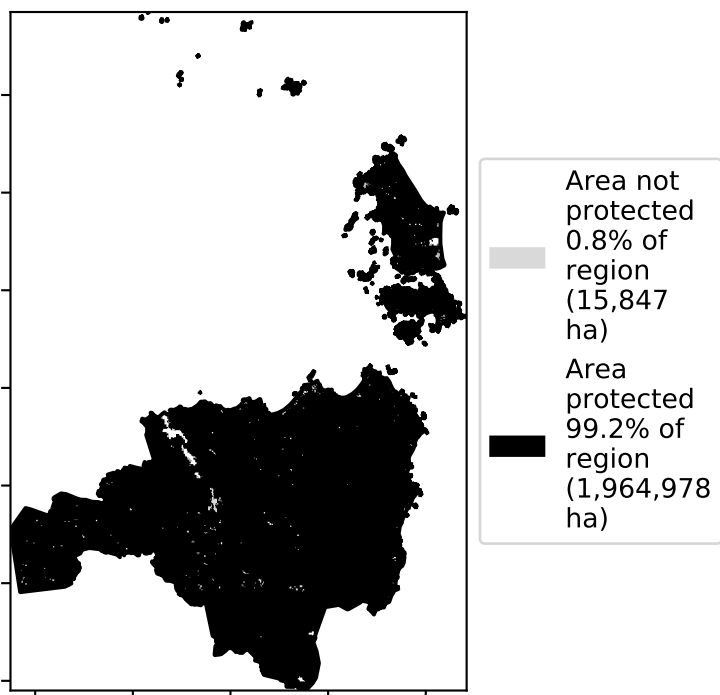 Area not
protected
0.8% of
region
(15,847
ha)
Area
protected
99.2% of
region
(1,964,978
ha)